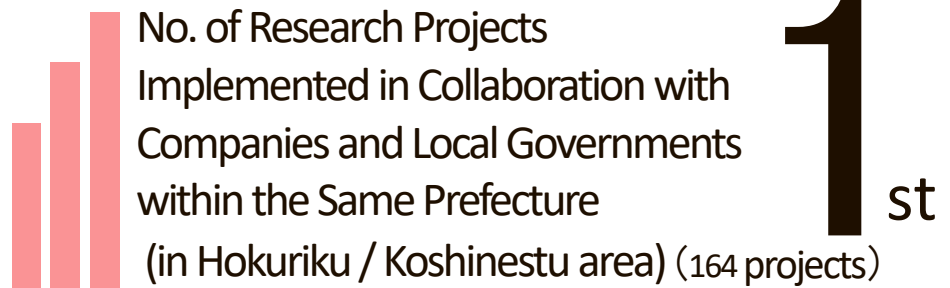 No. of Research Projects
Implemented in Collaboration with
Companies and Local Governments
within the Same Prefecture
(in Hokuriku / Koshinestu area)（164 projects）
1st